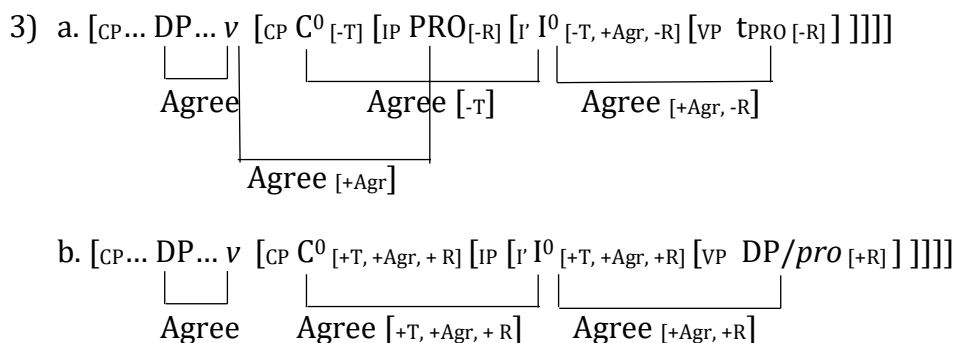 3) a. [CP... DP... v [CP C0 [-T] [IP PRO[-R] [I' I0 [-T, +Agr, -R] [VP tPRO [-R] ] ]]]]
Agree Agree [-T] Agree [+Agr, -R]
Agree [+Agr]
b. [CP... DP... v [CP C0 [+T, +Agr, + R] [IP [I' I0 [+T, +Agr, +R] [VP DP/pro [+R] ] ]]]]
Agree Agree [+T, +Agr, + R] Agree [+Agr, +R]